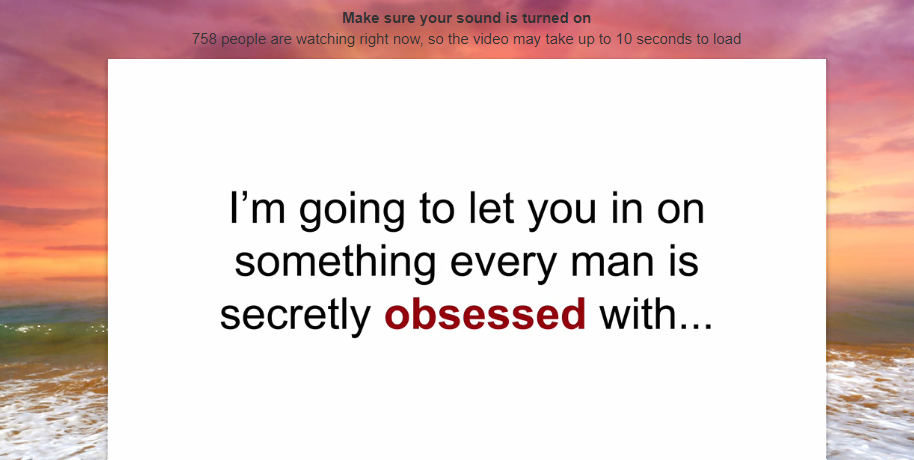 Make sure your sound is turned on
758 people are watching right now, so the video may take up to 10 seconds to load
I’m going to let you in on
something every man is
secretly obsessed with...